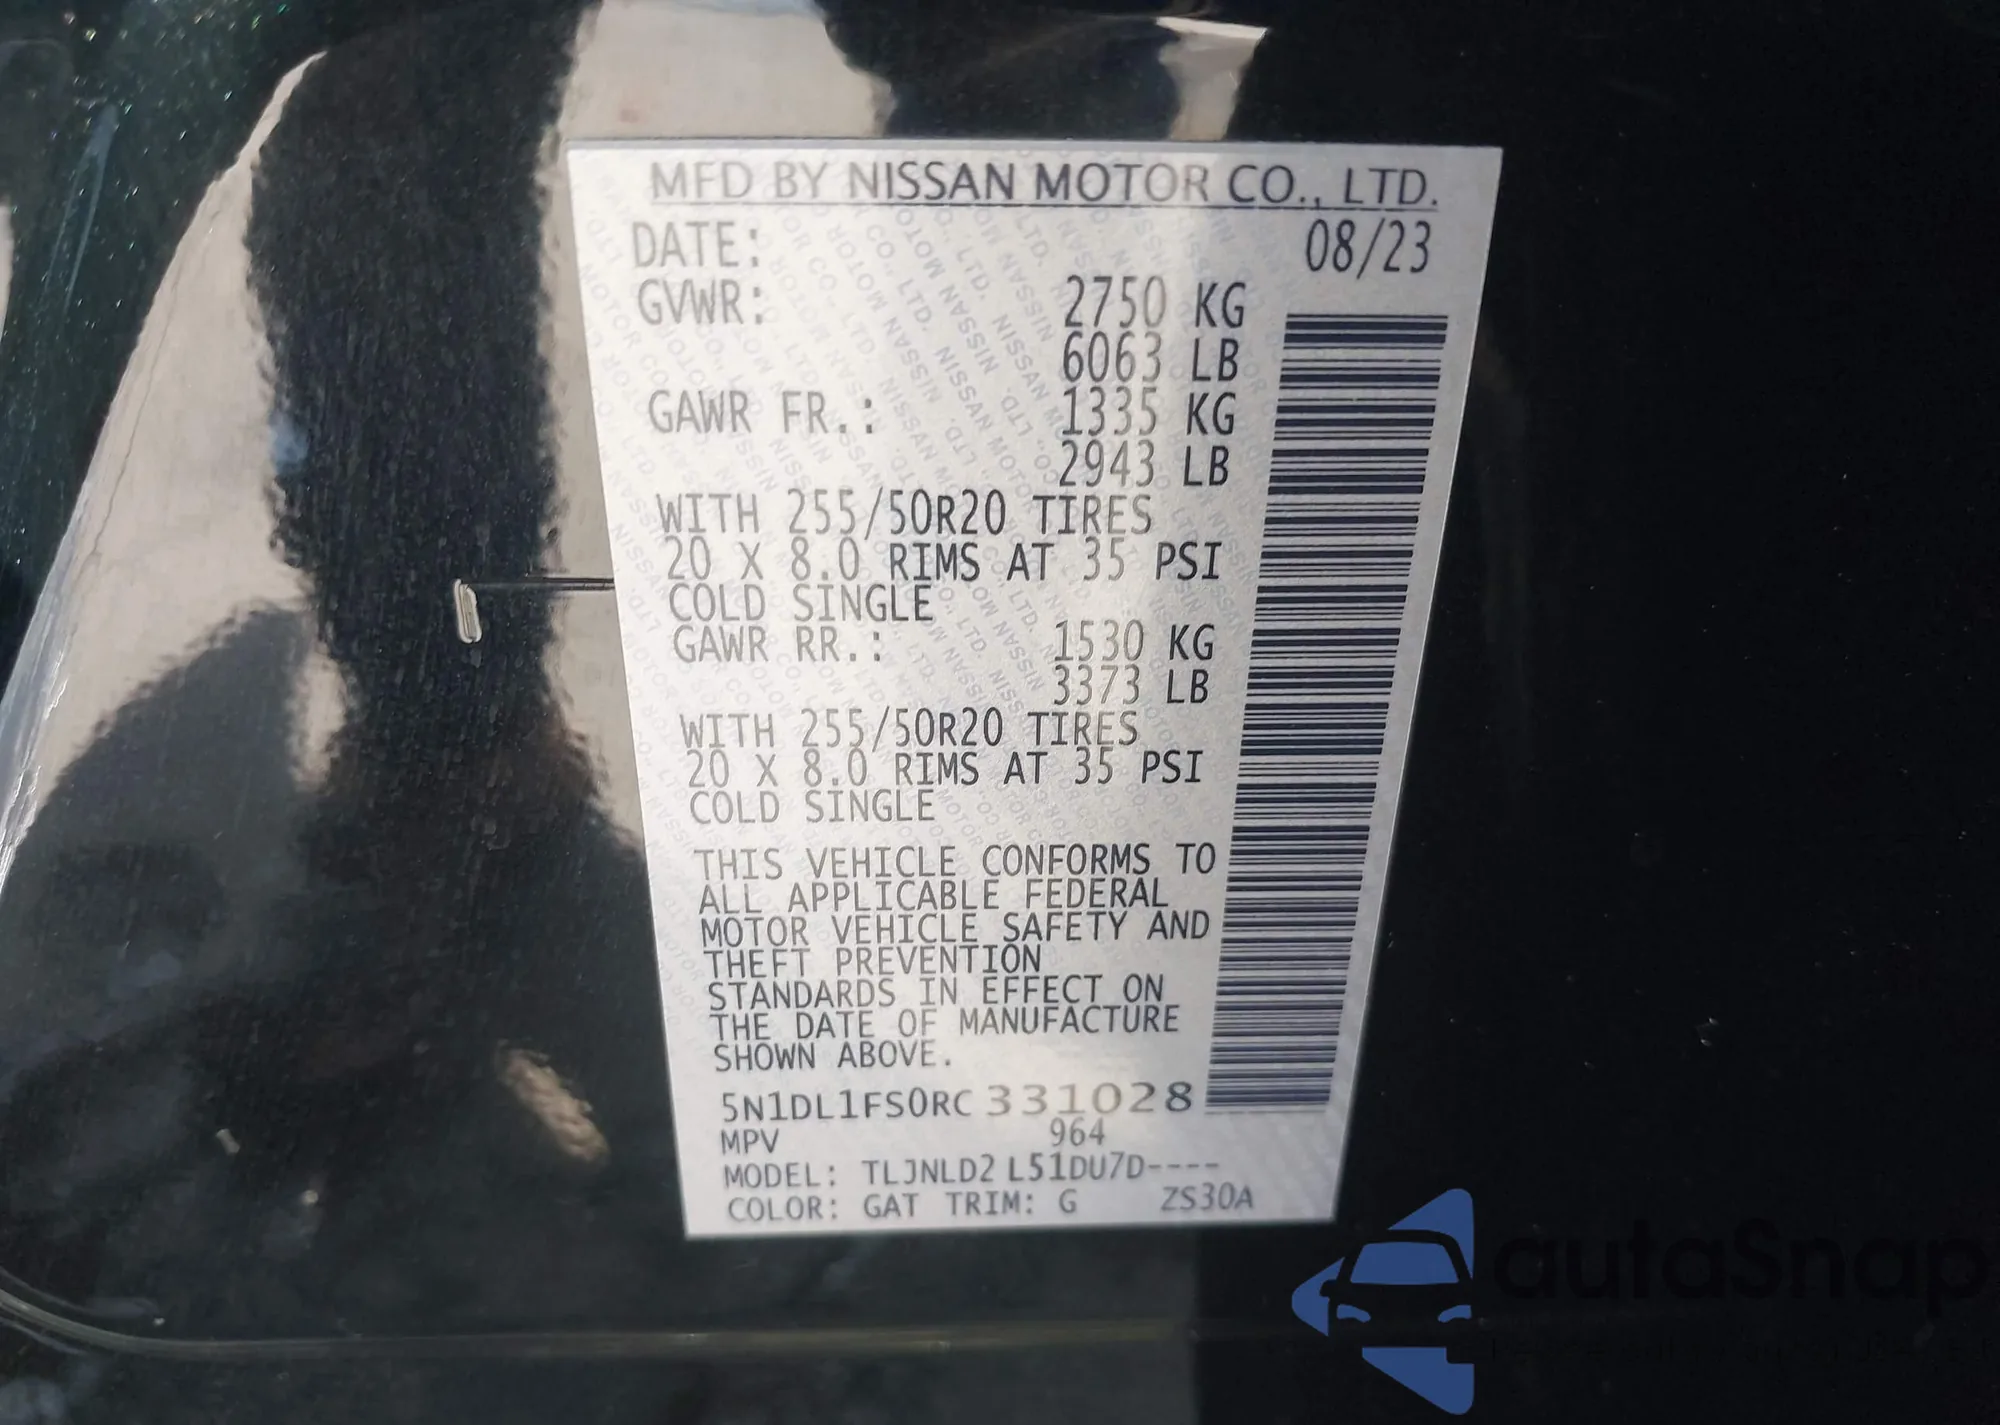 MFD BY NISSAN MOTOR CO., LTD.
DATE: 08/23
GVWR: 2750 KG
6063 LB
GAWR FR.: 1335 KG
2943 LB
WITH 255/50R20 TIRES
20 X 8.0 RIMS AT 35 PSI
COLD SINGLE
GAWR RR.: 1530 KG
3373 LB
WITH 255/50R20 TIRES
20 X 8.0 RIMS AT 35 PSI
COLD SINGLE
THIS VEHICLE CONFORMS TO
ALL APPLICABLE FEDERAL
MOTOR VEHICLE SAFETY AND
THEFT PREVENTION
STANDARDS IN EFFECT ON
THE DATE OF MANUFACTURE
SHOWN ABOVE.
5N1DL1FS0RC331028
MPV 964
MODEL: TLJNLD2 L51DU7D----
COLOR: GAT TRIM: G ZS30A
autoSnap